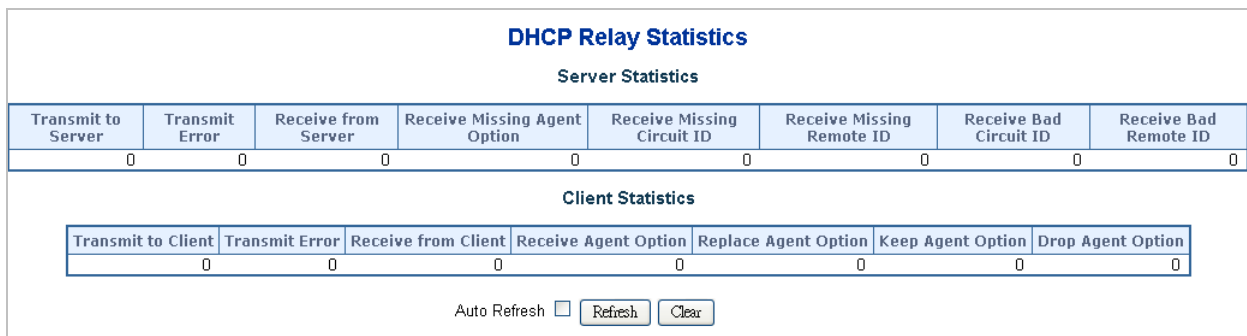 DHCP Relay Statistics
Server Statistics
Transmit to Server Transmit Error Receive from Server Receive Missing Agent Option Receive Missing Circuit ID Receive Missing Remote ID Receive Bad Circuit ID Receive Bad Remote ID
0 0 0 0 0 0 0 0
Client Statistics
Transmit to Client Transmit Error Receive from Client Receive Agent Option Replace Agent Option Keep Agent Option Drop Agent Option
0 0 0 0 0 0 0
Auto Refresh Refresh Clear